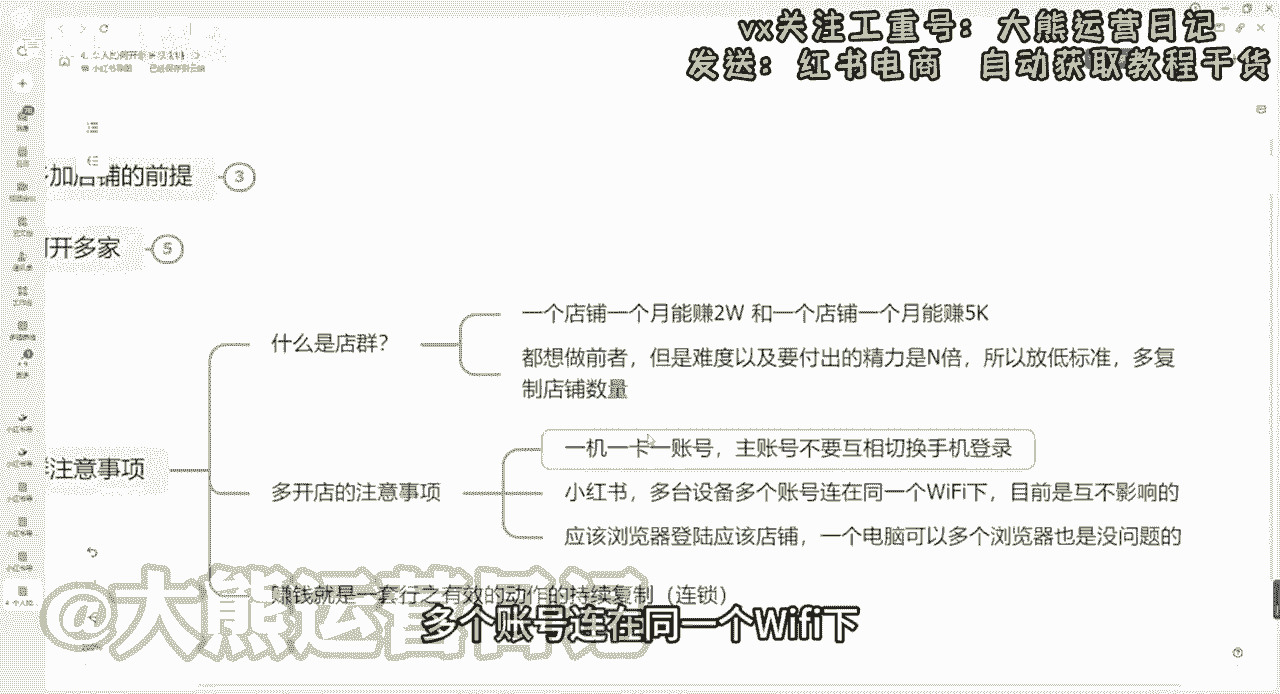 vx关注工重号：大熊运营日记
发送：红书电商 自动获取教程干货
加店铺的前提
3
开多家
5
什么是店群？
一个店铺一个月能赚2W 和一个店铺一个月能赚5K
都想做前者，但是难度以及要付出的精力是N倍，所以放低标准，多复
制店铺数量
注意事项
多开店的注意事项
一机一卡一账号，主账号不要互相切换手机登录
小红书，多台设备多个账号连在同一个WiFi下，目前是互不影响的
应该浏览器登陆应该店铺，一个电脑可以多个浏览器也是没问题的
赚钱就是一套行之有效的动作的持续复制（连锁）
@大熊运营日记
多个账号连在同一个Wifi下